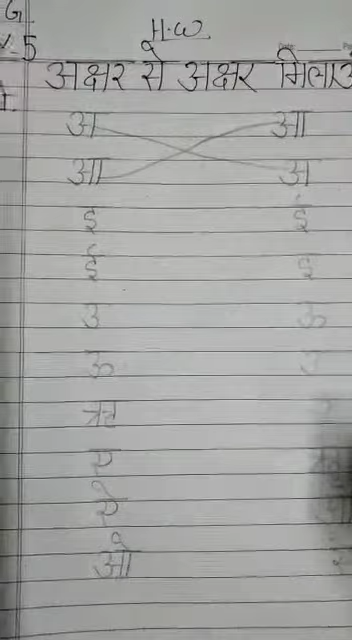 H.W
अक्षर से अक्षर मिलाओ
अ आ
आ अ
इ ई
ई इ
उ ऊ
ऊ उ
ऋ
ए
ऐ
ओ